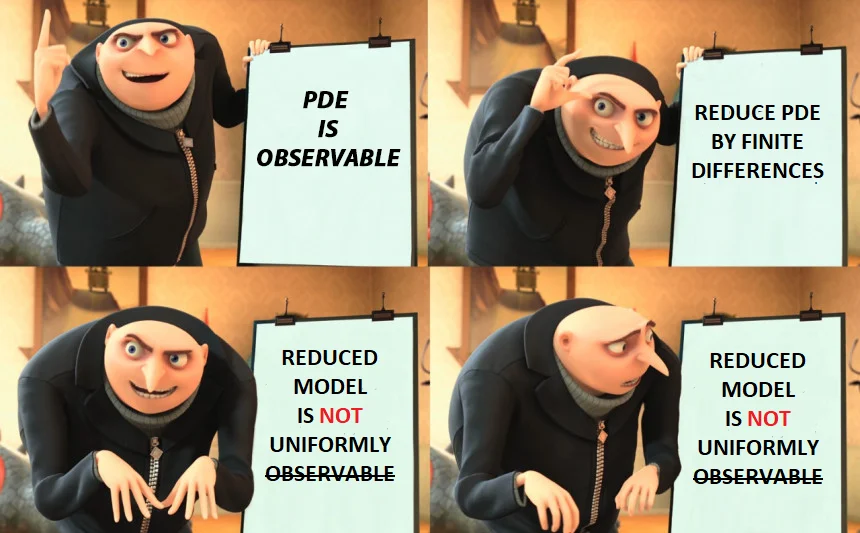 PDE
IS
OBSERVABLE
REDUCE PDE
BY FINITE
DIFFERENCES
REDUCED
MODEL
IS NOT
UNIFORMLY
OBSERVABLE
REDUCED
MODEL
IS NOT
UNIFORMLY
OBSERVABLE